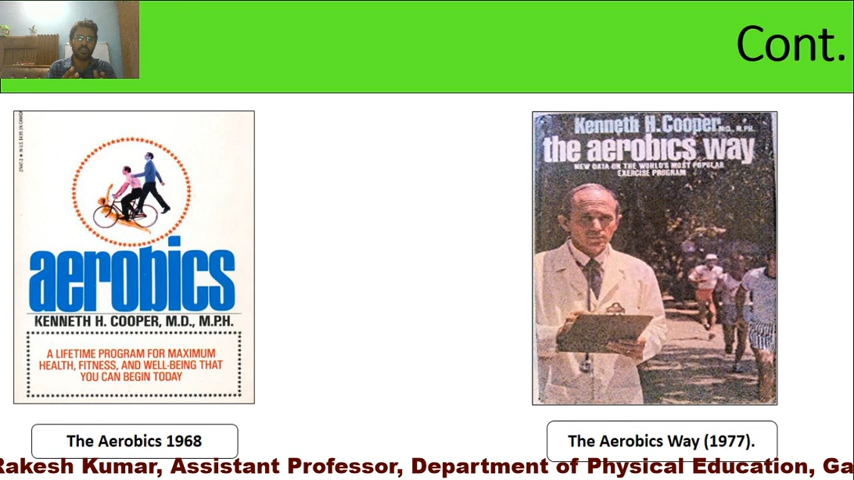 Cont.
aerobics
KENNETH H. COOPER, M.D., M.P.H.
A LIFETIME PROGRAM FOR MAXIMUM
HEALTH, FITNESS, AND WELL-BEING THAT
YOU CAN BEGIN TODAY
The Aerobics 1968
Kenneth H. Cooper, M.D., M.P.H.
the aerobics way
NEW DATA ON THE WORLD'S MOST POPULAR
EXERCISE PROGRAM
The Aerobics Way (1977).
Rakesh Kumar, Assistant Professor, Department of Physical Education, Ga